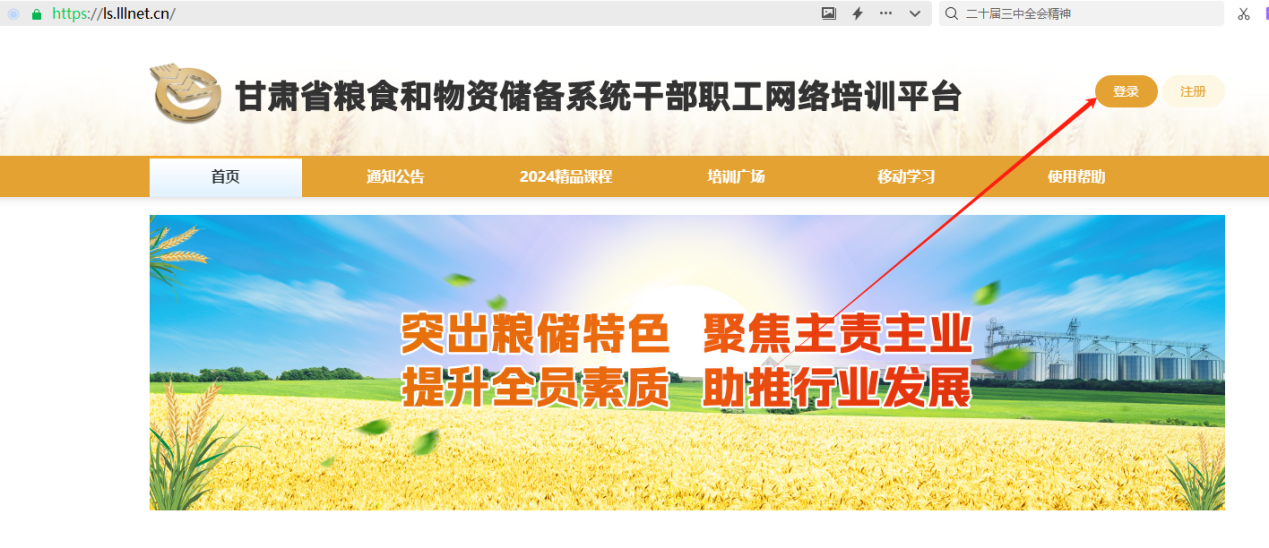 https://ls.lllnet.cn/
二十届三中全会精神
甘肃省粮食和物资储备系统干部职工网络培训平台
登录
注册
首页
通知公告
2024精品课程
培训广场
移动学习
使用帮助
突出粮储特色 聚焦主责主业
提升全员素质 助推行业发展